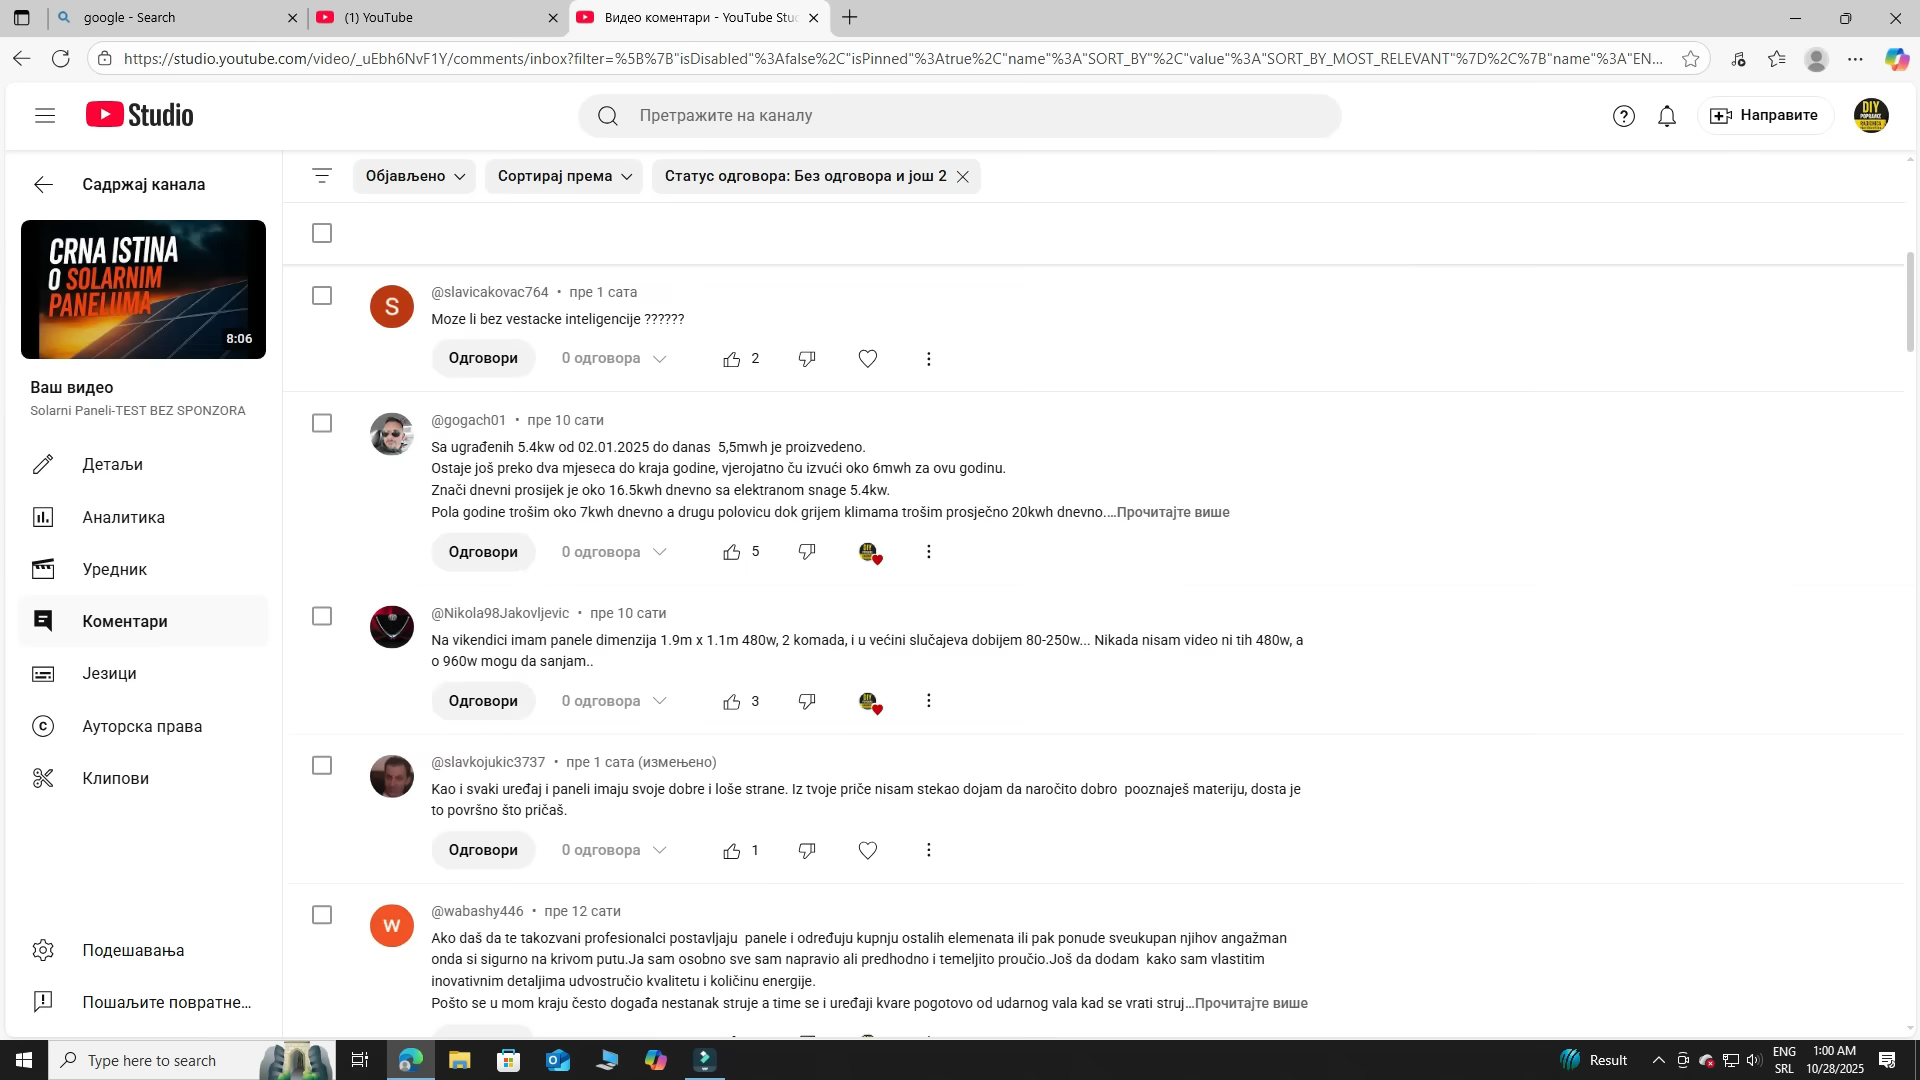 google - Search
(1) YouTube
Видео коментари - YouTube Stu
https://studio.youtube.com/video/_uEbh6NvF1Y/comments/inbox?filter=%5B%7B"isDisabled"%3Afalse%2C"isPinned"%3Atrue%2C"name"%3A"SORT_BY"%2C"value"%3A"SORT_BY_MOST_RELEVANT"%7D%2C%7B"name"%3A"EN...
Studio
Претражите на каналу
Направите
DIY
POPRAVKE
Садржај канала
CRNA ISTINA
O SOLARNIM
PANELIIMA
8:06
Ваш видео
Solarni Paneli-TEST BEZ SPONZORA
Детаљи
Аналитика
Уредник
Коментари
Језици
Ауторска права
Клипови
Подешавања
Пошаљите повратне...
Објављено
Сортирај према
Статус одговора: Без одговора и још 2
S
@slavicakovac764 • пре 1 сата
Moze li bez vestacke inteligencije ??????
Одговори
0 одговора
2
@gogach01 • пре 10 сати
Sa ugrađenih 5.4kw od 02.01.2025 do danas 5,5mwh je proizvedeno.
Ostaje još preko dva mjeseca do kraja godine, vjerojatno ču izvući oko 6mwh za ovu godinu.
Znači dnevni prosijek je oko 16.5kwh dnevno sa elektranom snage 5.4kw.
Pola godine trošim oko 7kwh dnevno a drugu polovicu dok grijem klimama trošim prosječno 20kwh dnevno....Прочитајте више
Одговори
0 одговора
5
@Nikola98Jakovljevic • пре 10 сати
Na vikendici imam panele dimenzija 1.9m x 1.1m 480w, 2 komada, i u većini slučajeva dobijem 80-250w... Nikada nisam video ni tih 480w, a
o 960w mogu da sanjam..
Одговори
0 одговора
3
@slavkojukic3737 • пре 1 сата (измењено)
Kao i svaki uređaj i paneli imaju svoje dobre i loše strane. Iz tvoje priče nisam stekao dojam da naročito dobro pooznaješ materiju, dosta je
to površno što pričaš.
Одговори
0 одговора
1
W
@wabashy446 • пре 12 сати
Ako daš da te takozvani profesionalci postavljaju panele i određuju kupnju ostalih elemenata ili pak ponude sveukupan njihov angažman
onda si sigurno na krivom putu.Ja sam osobno sve sam napravio ali predhodno i temeljito proučio.Još da dodam kako sam vlastitim
inovativnim detaljima udvostručio kvalitetu i količinu energije.
Pošto se u mom kraju često događa nestanak struje a time se i uređaji kvare pogotovo od udarnog vala kad se vrati struj...Прочитајте више
Type here to search
Result
ENG
SRL
1:00 AM
10/28/2025